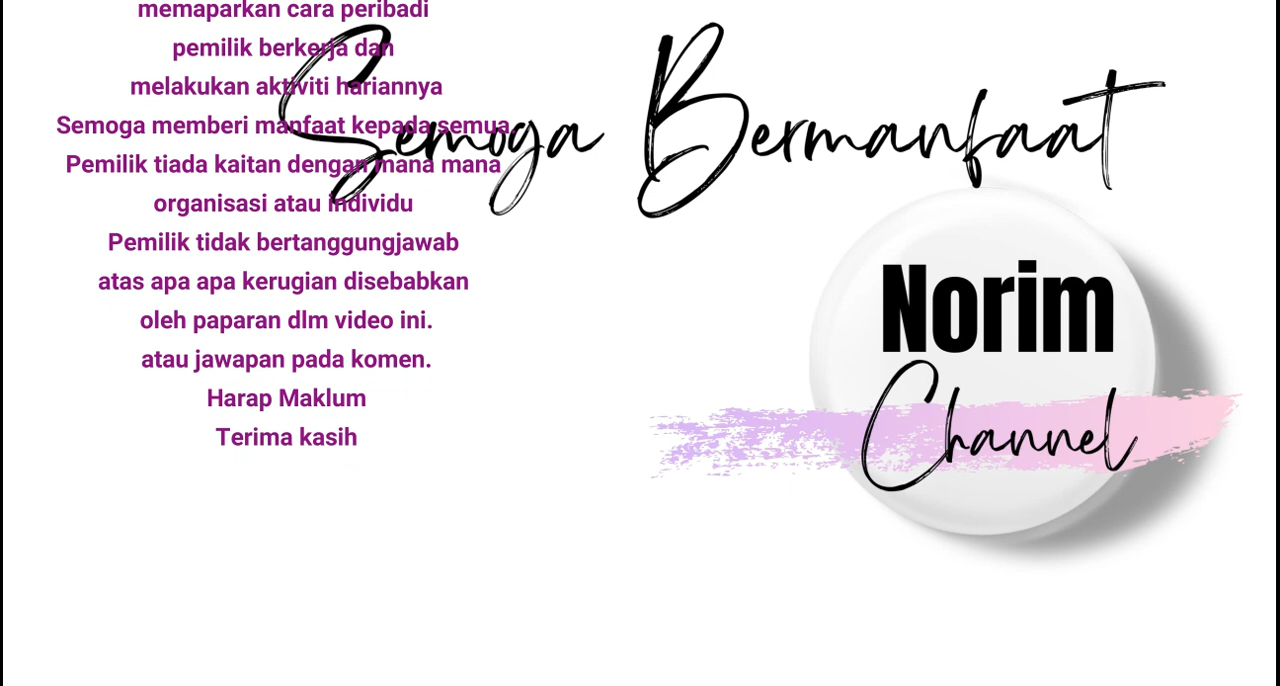 memaparkan cara peribadi
pemilik berkerja dan
melakukan aktiviti hariannya
Semoga memberi manfaat kepada semua.
Pemilik tiada kaitan dengan mana mana
organisasi atau individu
Pemilik tidak bertanggungjawab
atas apa apa kerugian disebabkan
oleh paparan dlm video ini.
atau jawapan pada komen.
Harap Maklum
Terima kasih
Semoga Bermanfaat
Norim
Channel